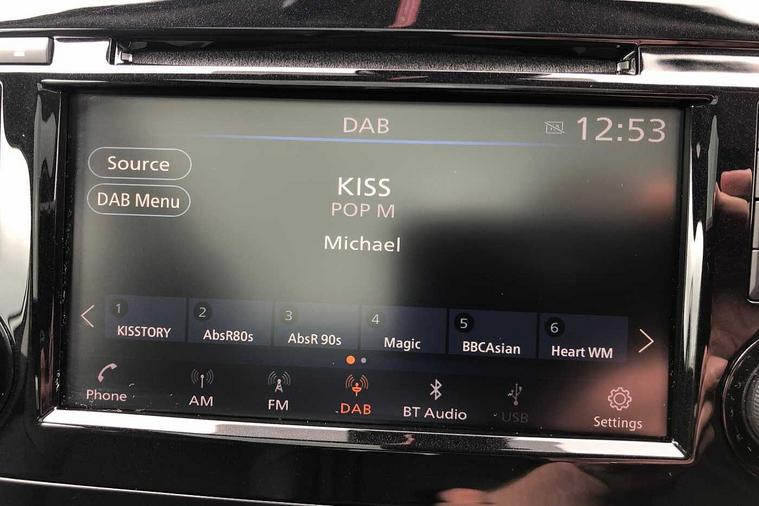 DAB
12:53
Source
DAB Menu
KISS
POP M
Michael
1
KISSTORY
2
AbsR80s
3
AbsR 90s
4
Magic
5
BBCAsian
6
Heart WM
Phone
AM
FM
DAB
BT Audio
USB
Settings